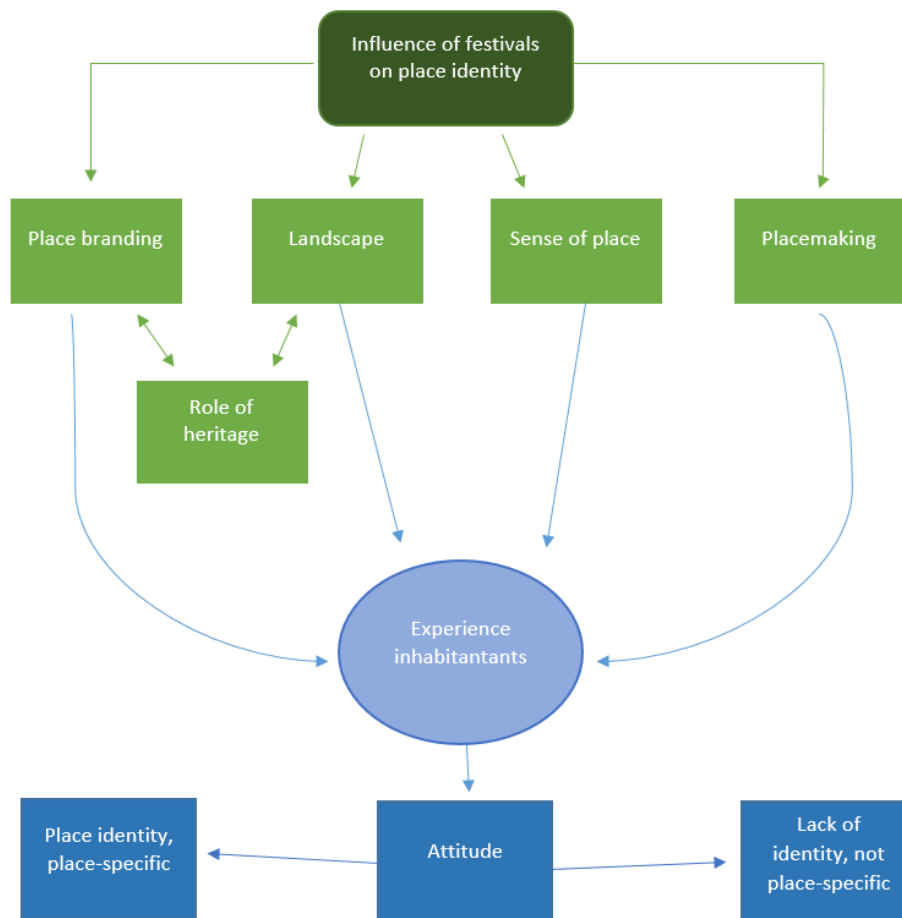 Influence of festivals
on place identity
Place branding
Landscape
Sense of place
Placemaking
Role of
heritage
Experience
inhabitantants
Place identity,
place-specific
Attitude
Lack of
identity, not
place-specific